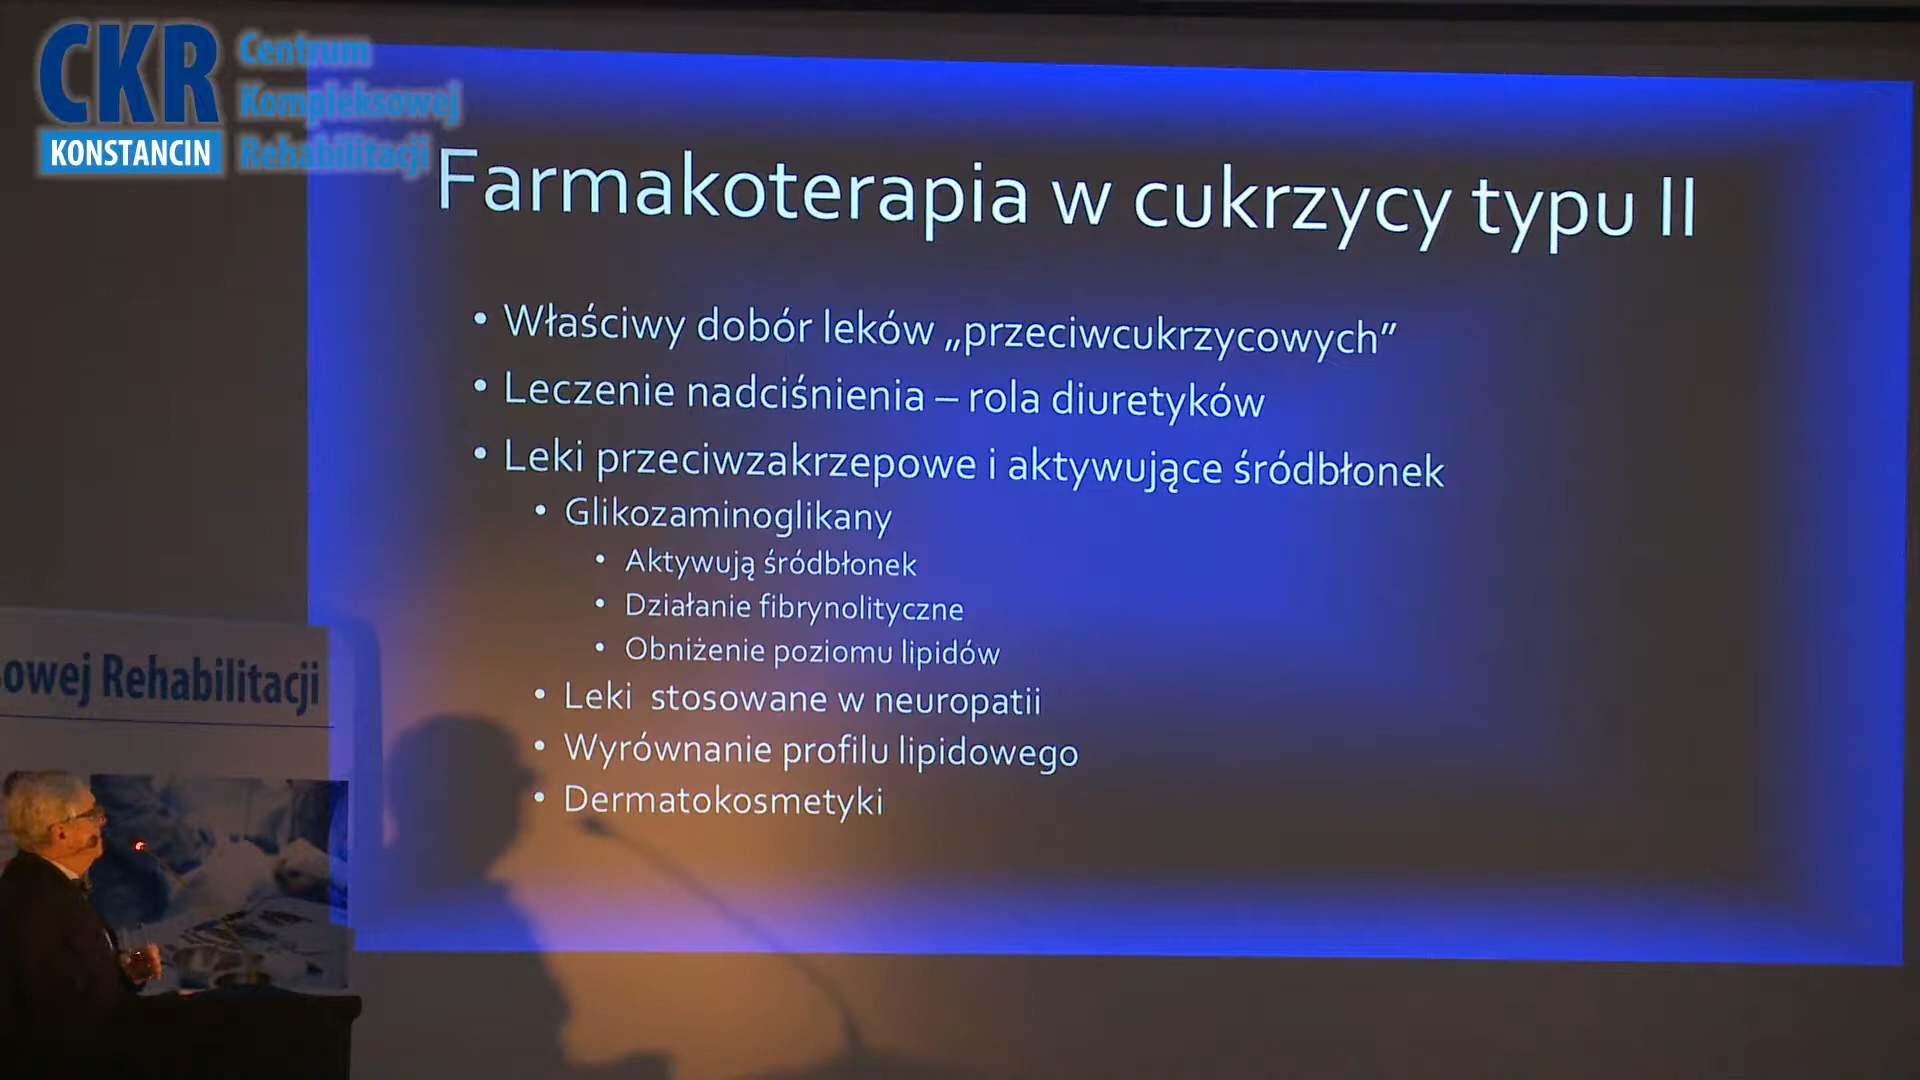 CKR
KONSTANCIN
Centrum
Kompleksowej
Rehabilitacji
Farmakoterapia w cukrzycy typu II
• Właściwy dobór leków „przeciwcukrzycowych”
• Leczenie nadciśnienia – rola diuretyków
• Leki przeciwzakrzepowe i aktywujące śródbłonek
• Glikozaminoglikany
• Aktywują śródbłonek
• Działanie fibrynolityczne
• Obniżenie poziomu lipidów
• Leki stosowane w neuropatii
• Wyrównanie profilu lipidowego
• Dermatokosmetyki
sowej Rehabilitacji